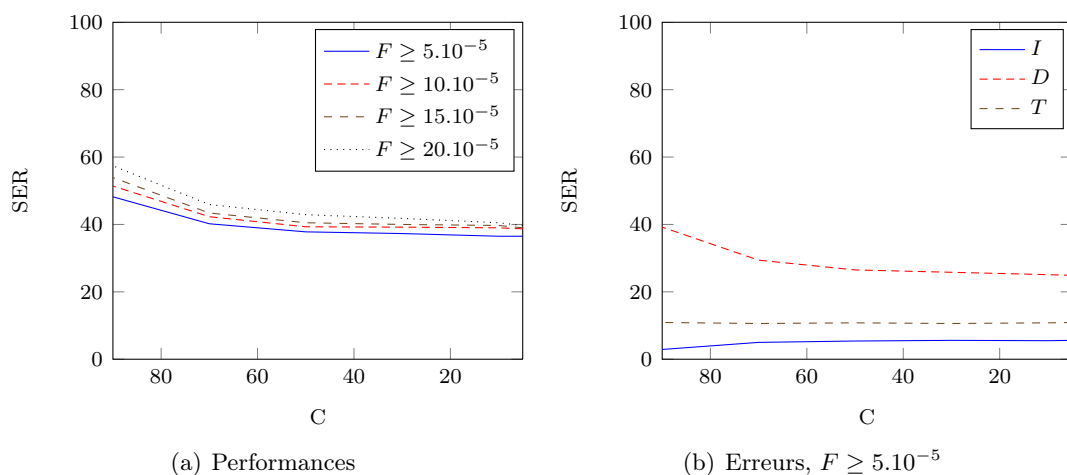 100
80
60
40
20
0
SER
80 60 40 20
C
F ≥ 5.10⁻⁵
F ≥ 10.10⁻⁵
F ≥ 15.10⁻⁵
F ≥ 20.10⁻⁵
(a) Performances
100
80
60
40
20
0
SER
80 60 40 20
C
I
D
T
(b) Erreurs, F ≥ 5.10⁻⁵